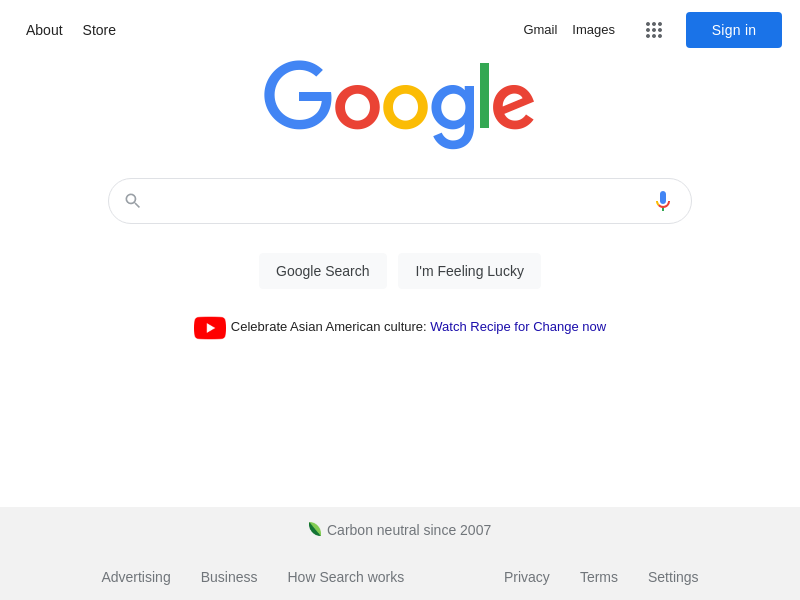 About Store Gmail Images Sign in
Google
Google Search I'm Feeling Lucky
Celebrate Asian American culture: Watch Recipe for Change now
Carbon neutral since 2007
Advertising Business How Search works Privacy Terms Settings